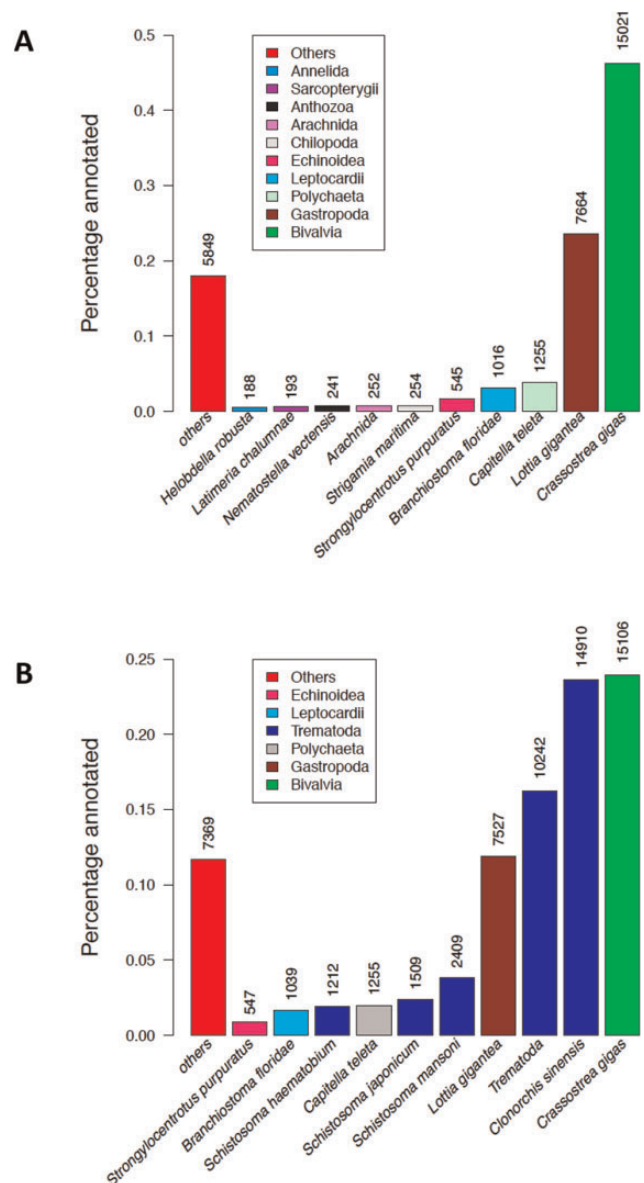 A
Percentage annotated
0.5
0.4
0.3
0.2
0.1
0.0
Others
Annelida
Sarcopterygii
Anthozoa
Arachnida
Chilopoda
Echinoidea
Leptocardii
Polychaeta
Gastropoda
Bivalvia
5849
188
193
241
252
254
545
1016
1255
7664
15021
others
Helobdella robusta
Latimeria chalumnae
Nematostella vectensis
Arachnida
Strigamia maritima
Strongylocentrotus purpuratus
Branchiostoma floridae
Capitella teleta
Lottia gigantea
Crassostrea gigas
B
Percentage annotated
0.25
0.20
0.15
0.10
0.05
0.00
Others
Echinoidea
Leptocardii
Trematoda
Polychaeta
Gastropoda
Bivalvia
7369
547
1039
1212
1255
1509
2409
7527
10242
14910
15106
others
Strongylocentrotus purpuratus
Branchiostoma floridae
Schistosoma haematobium
Capitella teleta
Schistosoma japonicum
Schistosoma mansoni
Lottia gigantea
Trematoda
Clonorchis sinensis
Crassostrea gigas